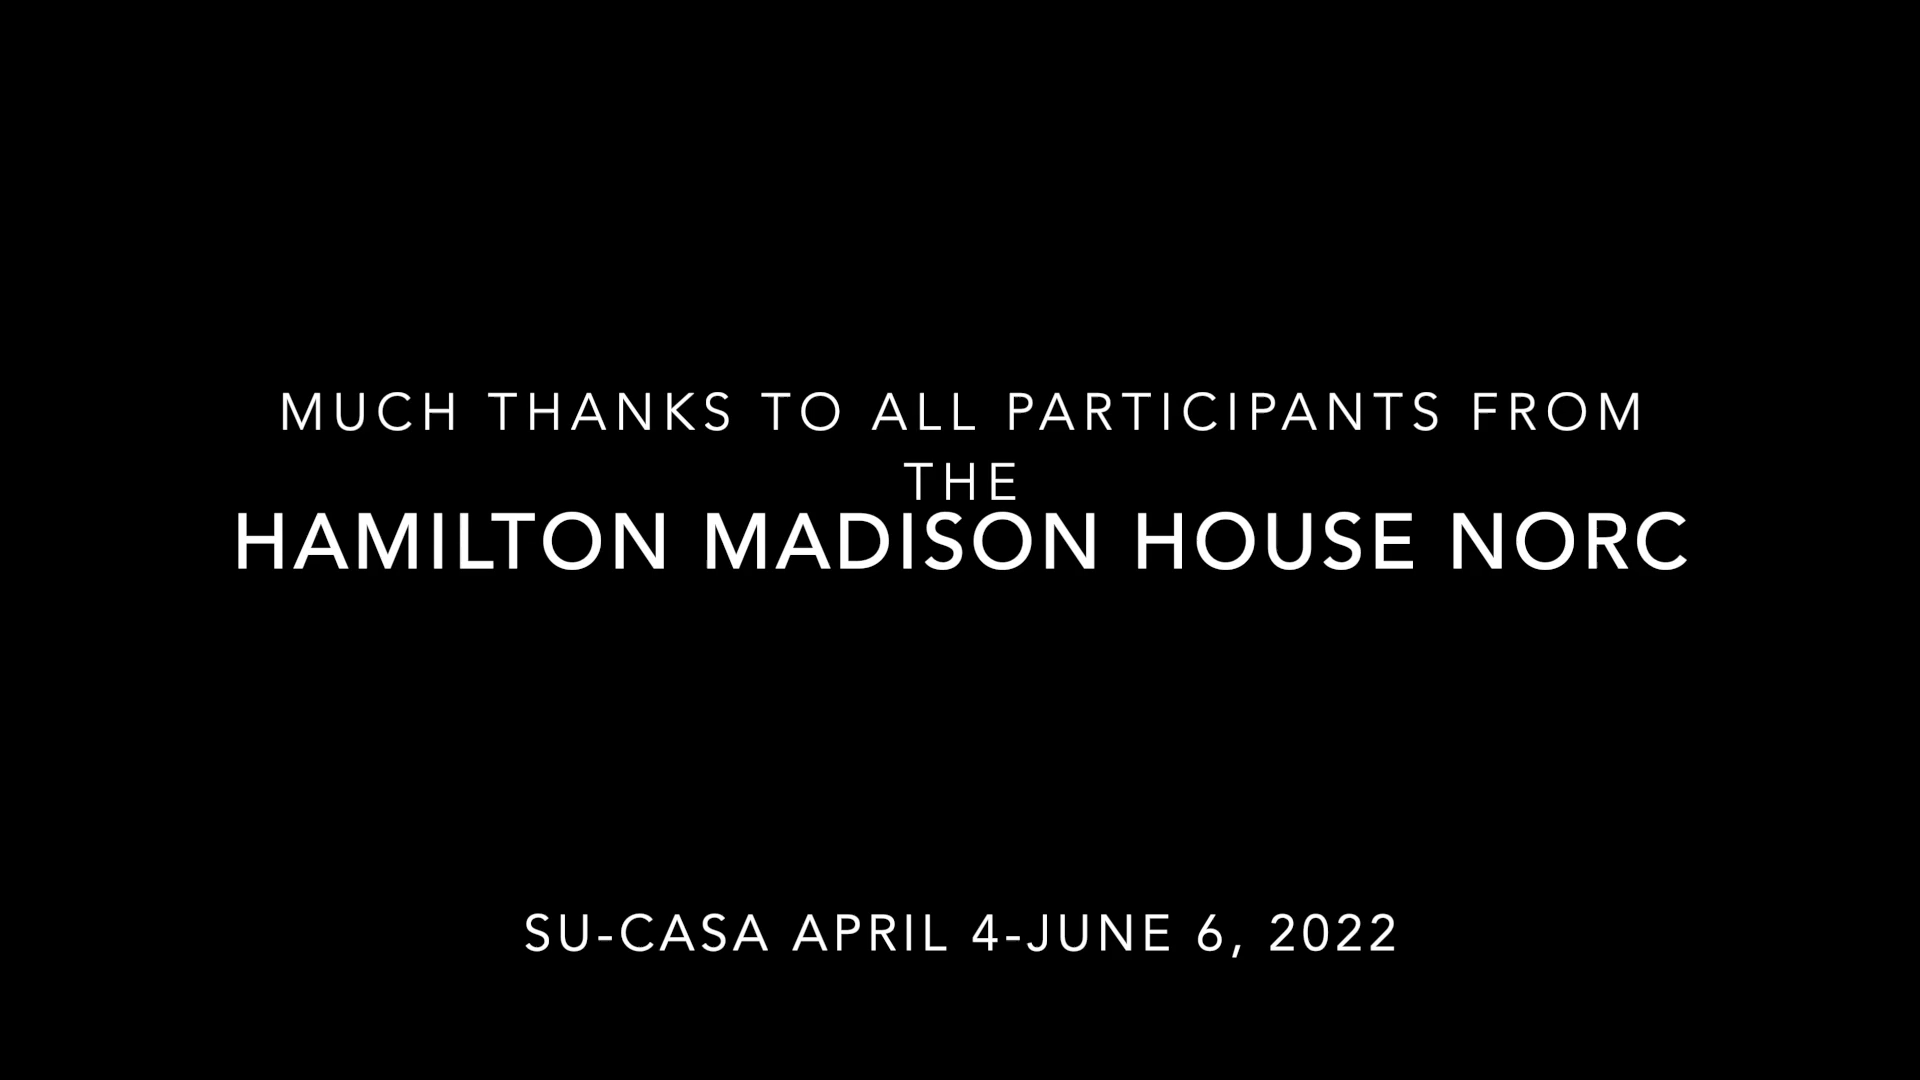 MUCH THANKS TO ALL PARTICIPANTS FROM
THE
HAMILTON MADISON HOUSE NORC
SU-CASA APRIL 4-JUNE 6, 2022